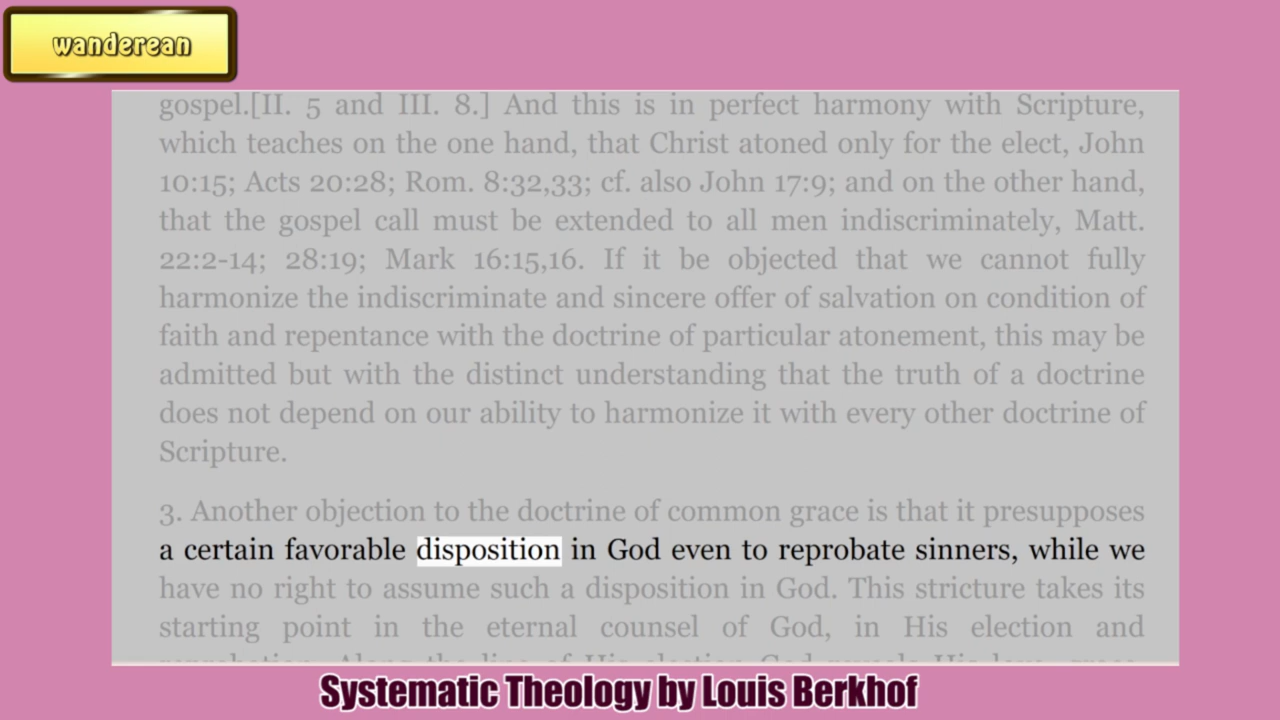 wanderean
gospel.[II. 5 and III. 8.] And this is in perfect harmony with Scripture,
which teaches on the one hand, that Christ atoned only for the elect, John
10:15; Acts 20:28; Rom. 8:32,33; cf. also John 17:9; and on the other hand,
that the gospel call must be extended to all men indiscriminately, Matt.
22:2-14; 28:19; Mark 16:15,16. If it be objected that we cannot fully
harmonize the indiscriminate and sincere offer of salvation on condition of
faith and repentance with the doctrine of particular atonement, this may be
admitted but with the distinct understanding that the truth of a doctrine
does not depend on our ability to harmonize it with every other doctrine of
Scripture.
3. Another objection to the doctrine of common grace is that it presupposes
a certain favorable disposition in God even to reprobate sinners, while we
have no right to assume such a disposition in God. This stricture takes its
starting point in the eternal counsel of God, in His election and
Systematic Theology by Louis Berkhof